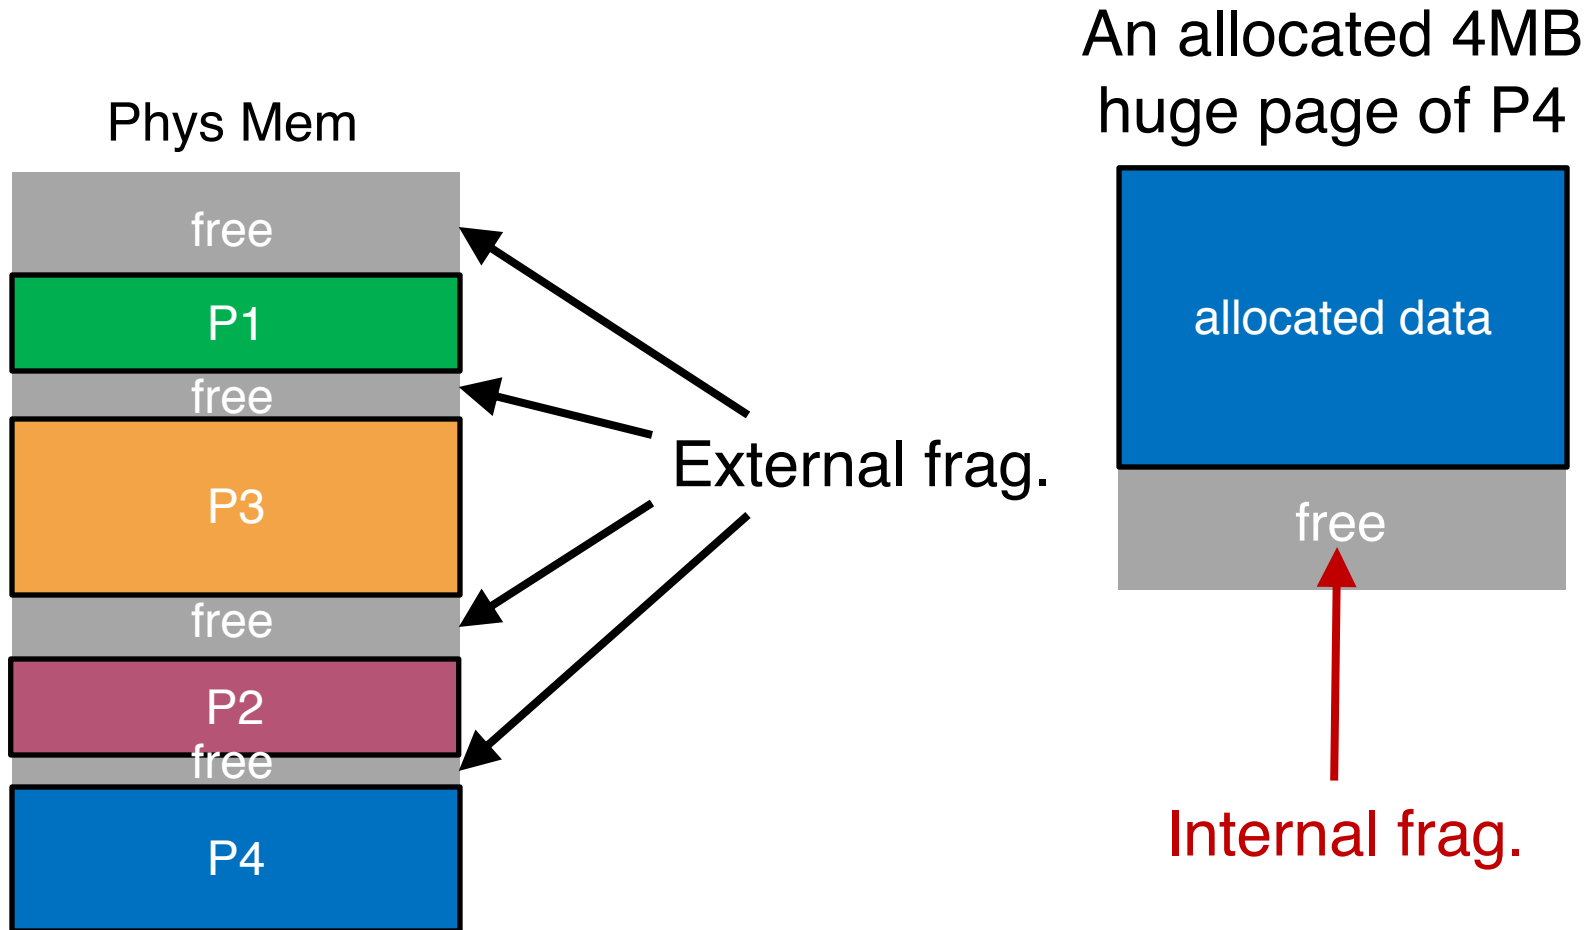 Phys Mem
free
P1
free
P3
free
P2
free
P4
External frag.
An allocated 4MB
huge page of P4
allocated data
free
Internal frag.